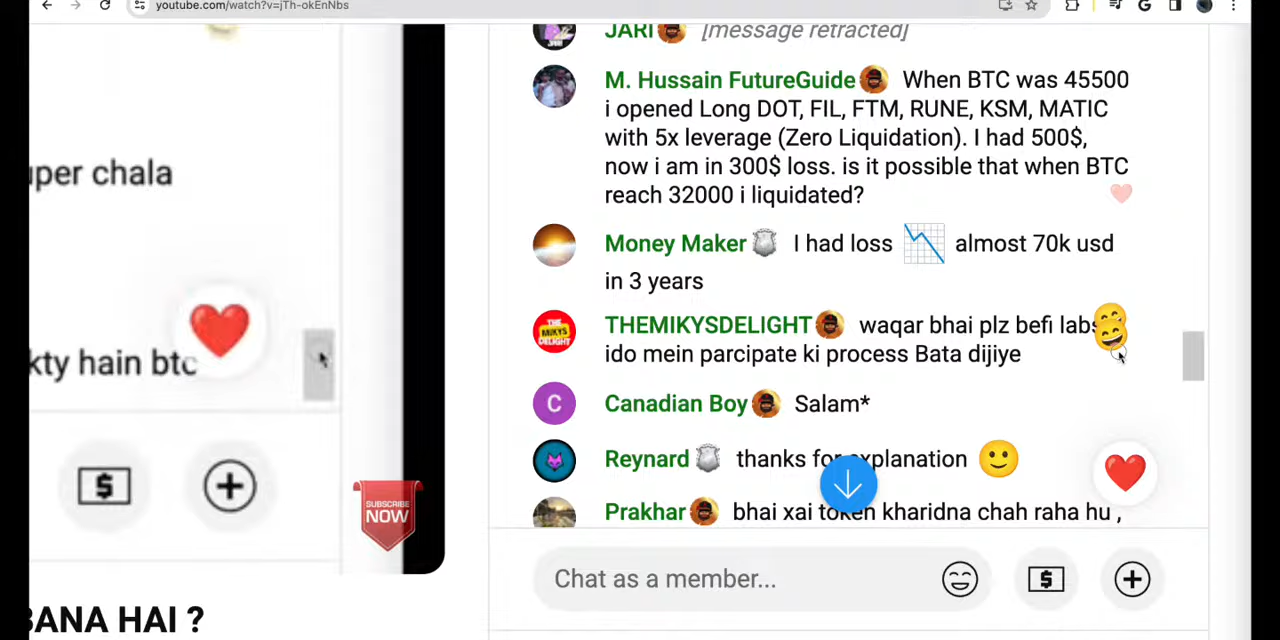 youtube.com/watch?v=jTh-okEnNbs
JARI [message retracted]
M. Hussain FutureGuide When BTC was 45500
i opened Long DOT, FIL, FTM, RUNE, KSM, MATIC
with 5x leverage (Zero Liquidation). I had 500$,
now i am in 300$ loss. is it possible that when BTC
reach 32000 i liquidated?
Money Maker I had loss almost 70k usd
in 3 years
THEMIKYSDELIGHT waqar bhai plz befi labs
ido mein parcipate ki process Bata dijiye
Canadian Boy Salam*
Reynard thanks for explanation
Prakhar bhai xai token kharidna chah raha hu ,
Chat as a member...
chala
hain btc
SUBSCRIBE
NOW
HAI ?